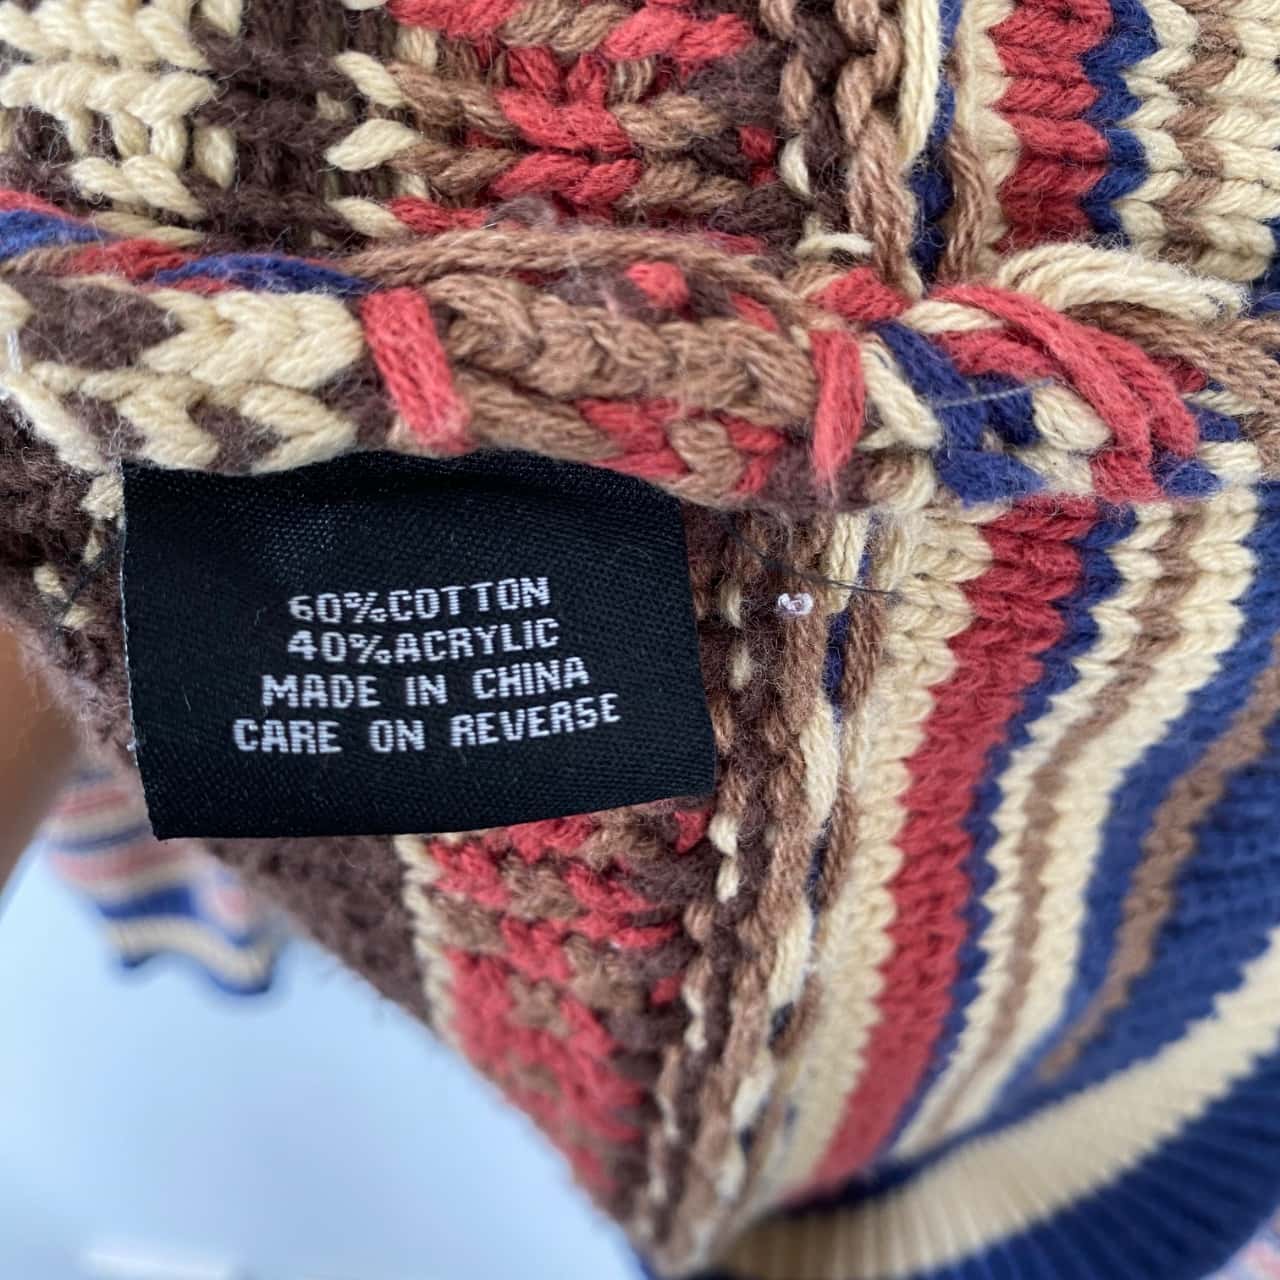 60%COTTON
40%ACRYLIC
MADE IN CHINA
CARE ON REVERSE